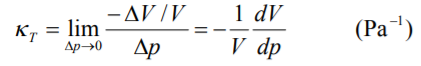 κ_T = lim_{Δp→0} (−ΔV / V) / Δp = − (1 / V) (dV / dp) (Pa⁻¹)